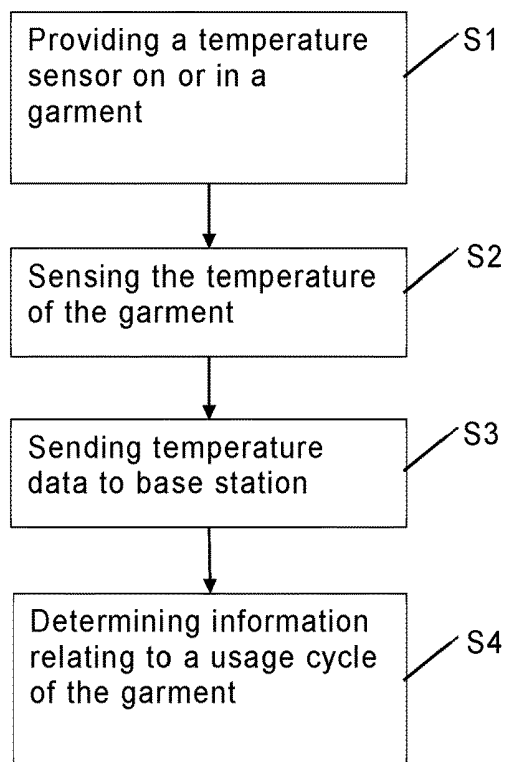 Providing a temperature
sensor on or in a
garment
S1
Sensing the temperature
of the garment
S2
Sending temperature
data to base station
S3
Determining information
relating to a usage cycle
of the garment
S4